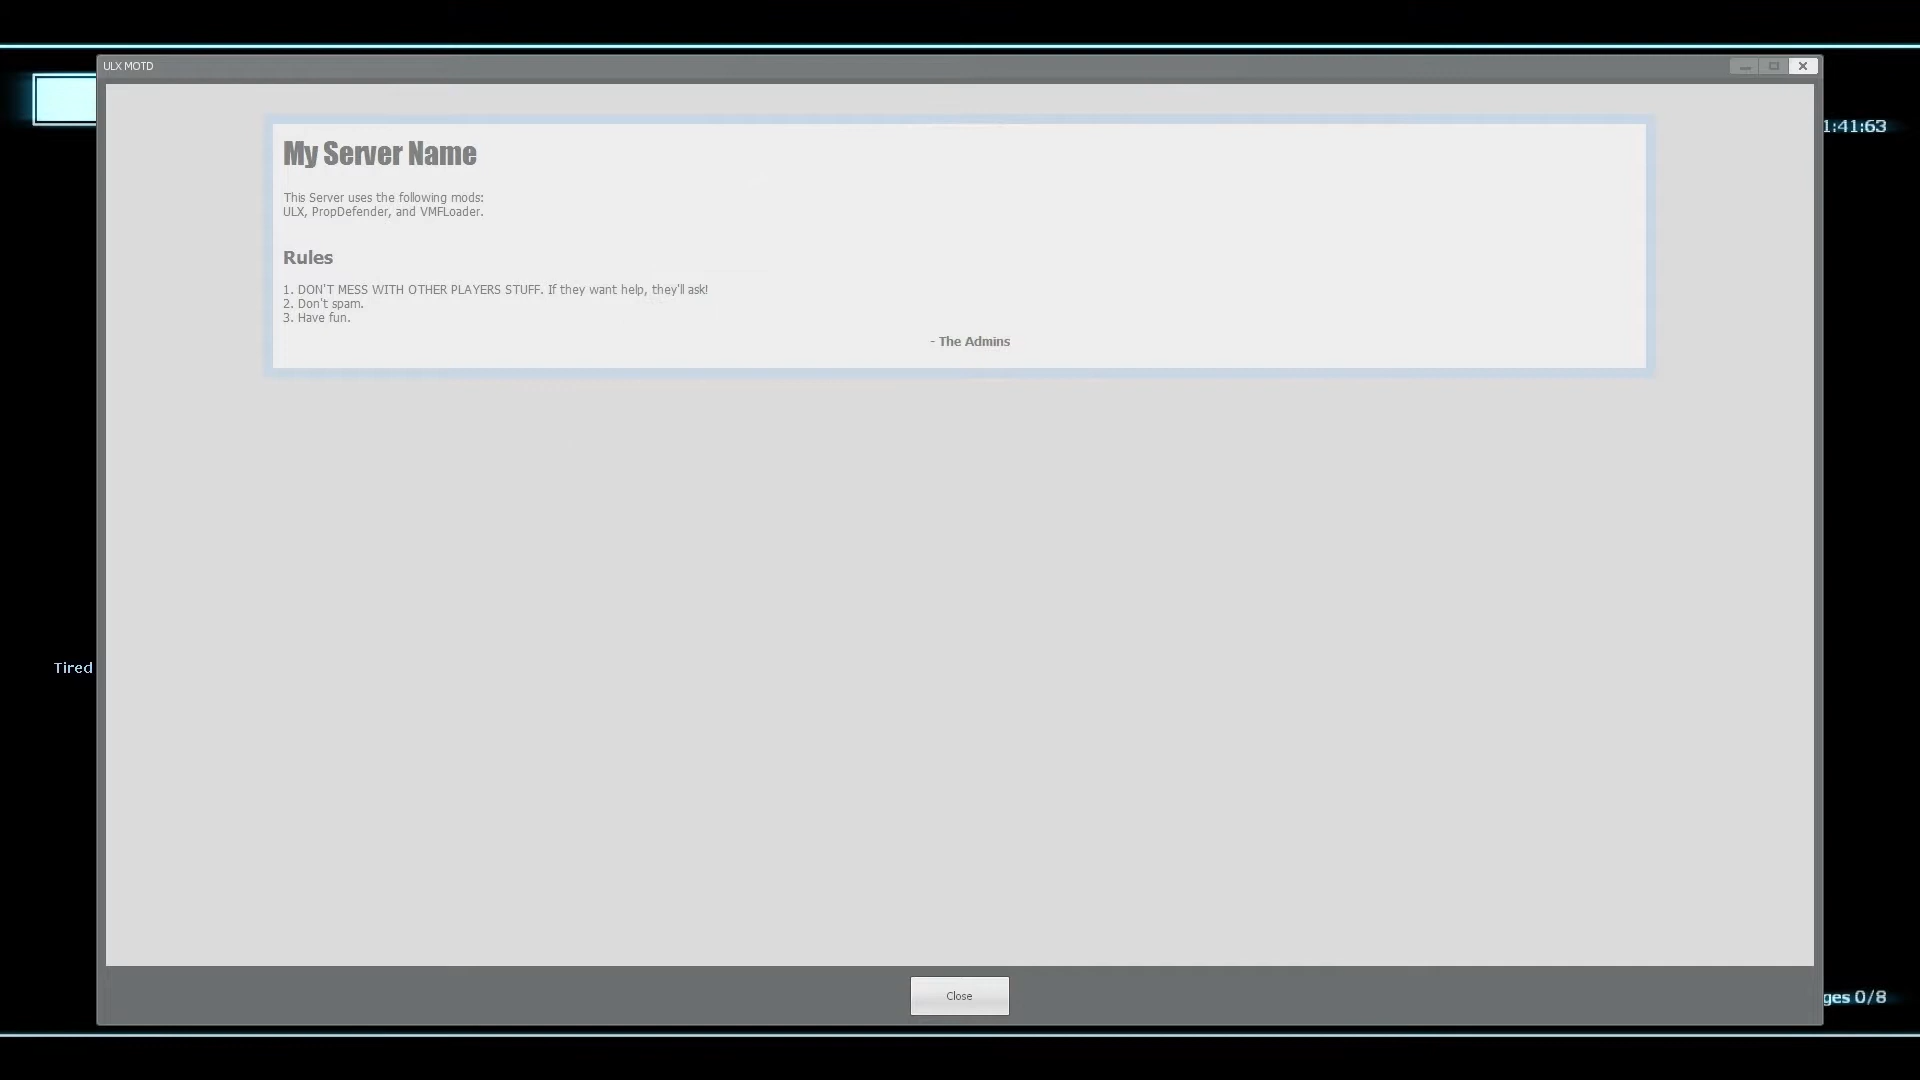 ULX MOTD
1:41:63
My Server Name
This Server uses the following mods:
ULX, PropDefender, and VMFLoader.
Rules
1. DON'T MESS WITH OTHER PLAYERS STUFF. If they want help, they'll ask!
2. Don't spam.
3. Have fun.
- The Admins
Tired
Close
ges 0/8